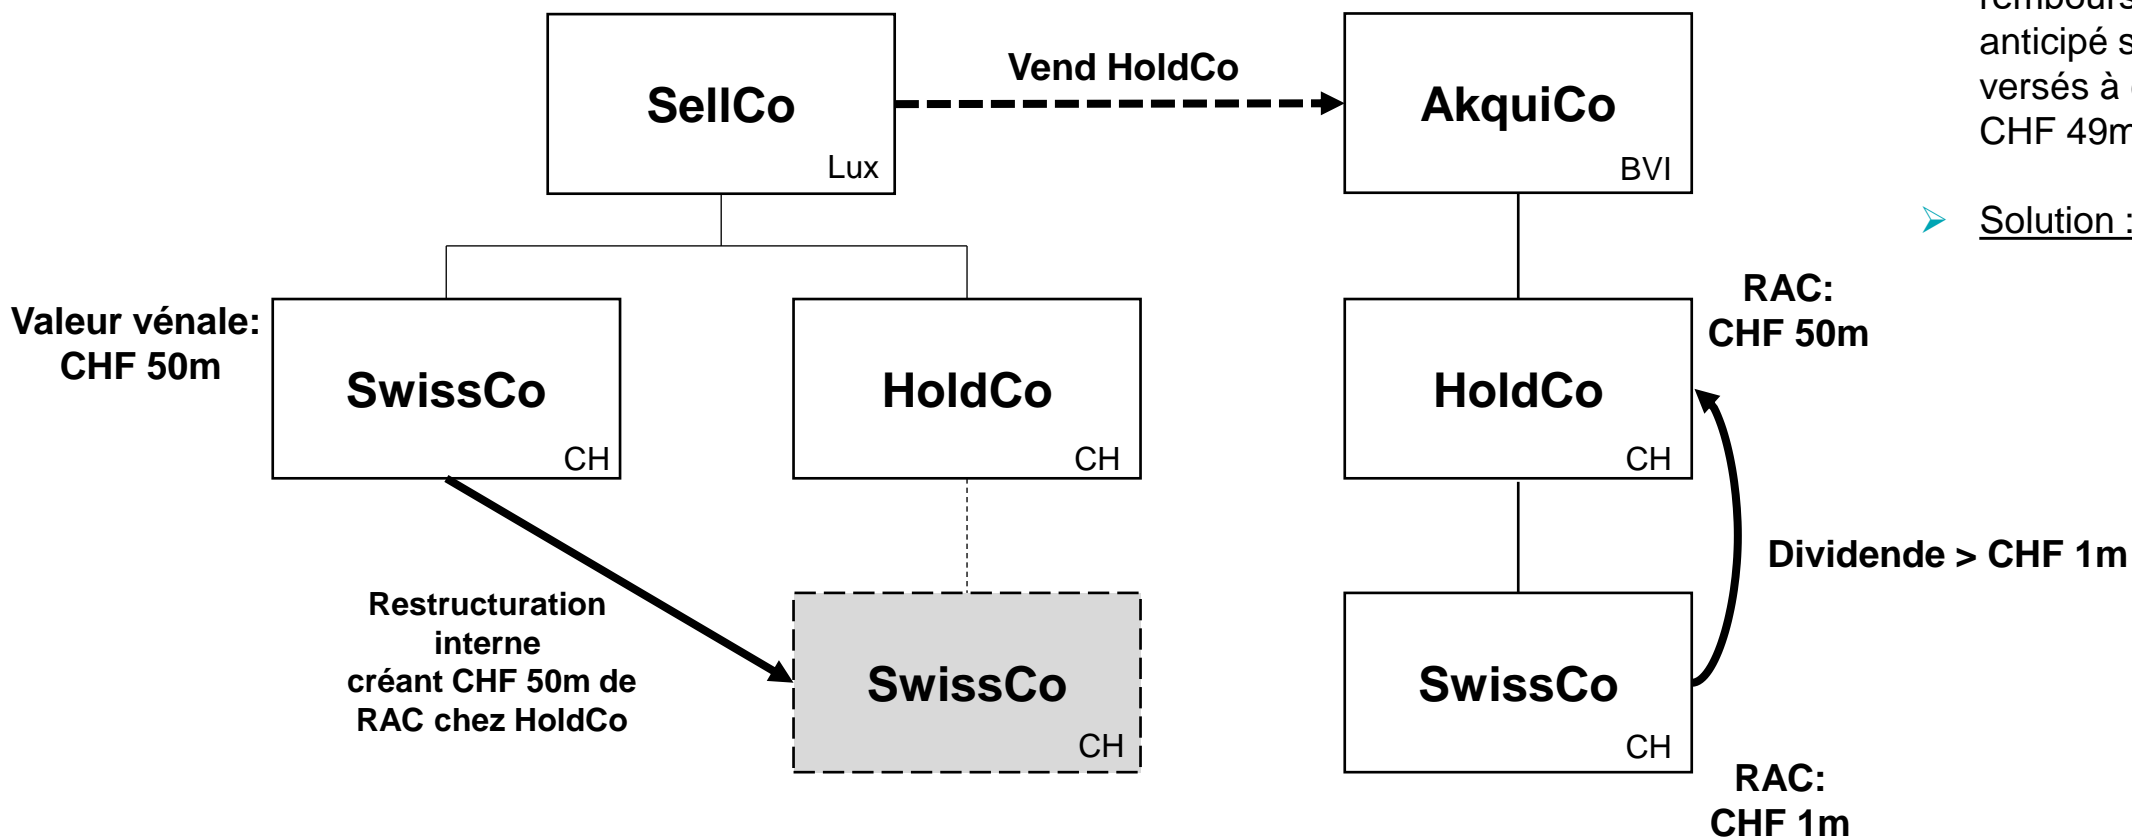 SellCo
Lux
Vend HoldCo
AkquiCo
BVI
anticipé
versés à
CHF 49m
Solution :
Valeur vénale:
CHF 50m
SwissCo
CH
HoldCo
CH
RAC:
CHF 50m
HoldCo
CH
Dividende > CHF 1m
Restructuration
interne
créant CHF 50m de
RAC chez HoldCo
SwissCo
CH
SwissCo
CH
RAC:
CHF 1m